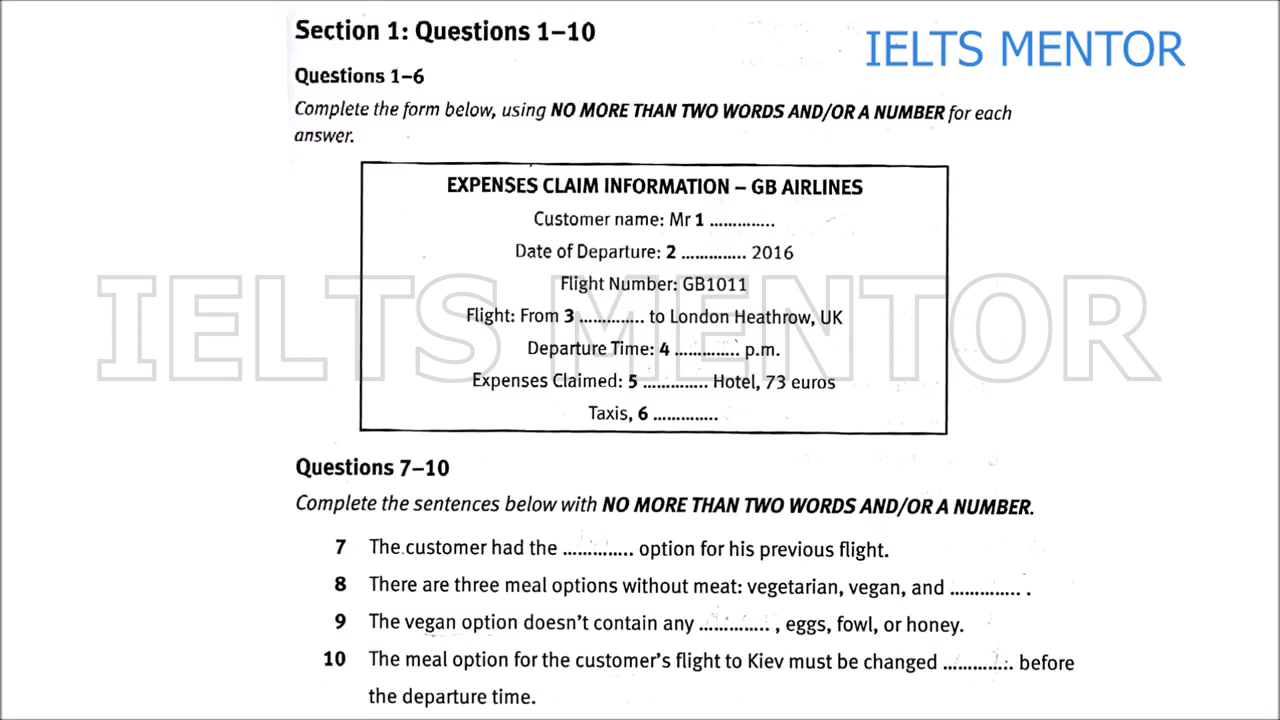 Section 1: Questions 1–10
IELTS MENTOR
Questions 1–6
Complete the form below, using NO MORE THAN TWO WORDS AND/OR A NUMBER for each
answer.
EXPENSES CLAIM INFORMATION – GB AIRLINES
Customer name: Mr 1 ..............
Date of Departure: 2 .............. 2016
Flight Number: GB1011
IELTS MENTOR
Flight: From 3 .............. to London Heathrow, UK
Departure Time: 4 .............. p.m.
Expenses Claimed: 5 .............. Hotel, 73 euros
Taxis, 6 ..............
Questions 7–10
Complete the sentences below with NO MORE THAN TWO WORDS AND/OR A NUMBER.
7 The customer had the .............. option for his previous flight.
8 There are three meal options without meat: vegetarian, vegan, and .............. .
9 The vegan option doesn't contain any .............. , eggs, fowl, or honey.
10 The meal option for the customer's flight to Kiev must be changed .............. before
the departure time.